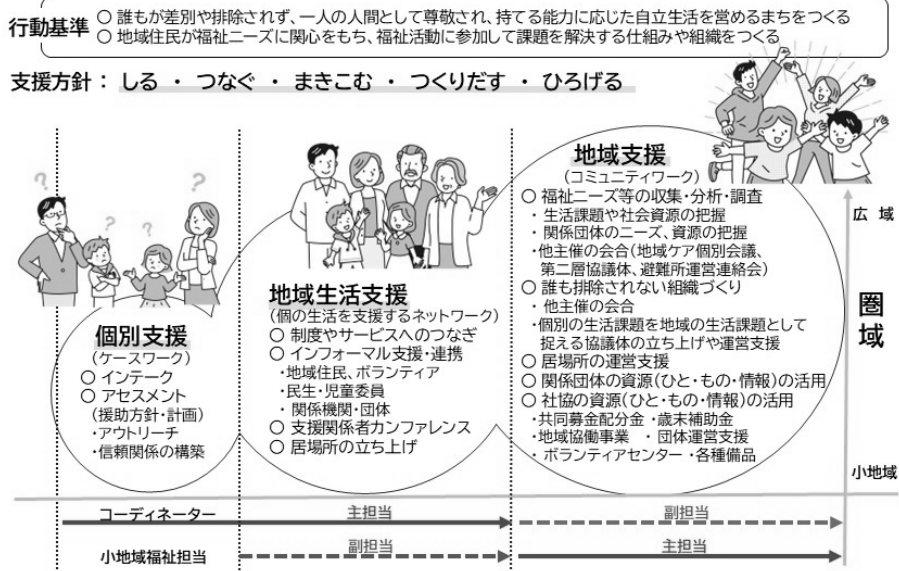 行動基準
○ 誰もが差別や排除されず、一人の人間として尊敬され、持てる能力に応じた自立生活を営めるまちをつくる
○ 地域住民が福祉ニーズに関心をもち、福祉活動に参加して課題を解決する仕組みや組織をつくる
支援方針： しる ・ つなぐ ・ まきこむ ・ つくりだす ・ ひろげる
?
?
?
?
個別支援
（ケースワーク）
○ インテーク
○ アセスメント
（援助方針・計画）
・アウトリーチ
・信頼関係の構築
地域生活支援
（個の生活を支援するネットワーク）
○ 制度やサービスへのつなぎ
○ インフォーマル支援・連携
・地域住民、ボランティア
・民生・児童委員
・ 関係機関・団体
○ 支援関係者カンファレンス
○ 居場所の立ち上げ
地域支援
（コミュニティワーク）
○ 福祉ニーズ等の収集・分析・調査
・ 生活課題や社会資源の把握
・ 関係団体のニーズ、資源の把握
・他主催の会合（地域ケア個別会議、
第二層協議体、避難所運営連絡会）
○ 誰も排除されない組織づくり
・ 他主催の会合
・個別の生活課題を地域の生活課題として
捉える協議体の立ち上げや運営支援
○ 居場所の運営支援
○ 関係団体の資源（ひと・もの・情報）の活用
○ 社協の資源（ひと・もの・情報）の活用
・共同募金配分金 ・歳末補助金
・地域協働事業 ・ 団体運営支援
・ ボランティアセンター ・各種備品
広 域
圏域
小地域
コーディネーター
主担当
副担当
小地域福祉担当
副担当
主担当